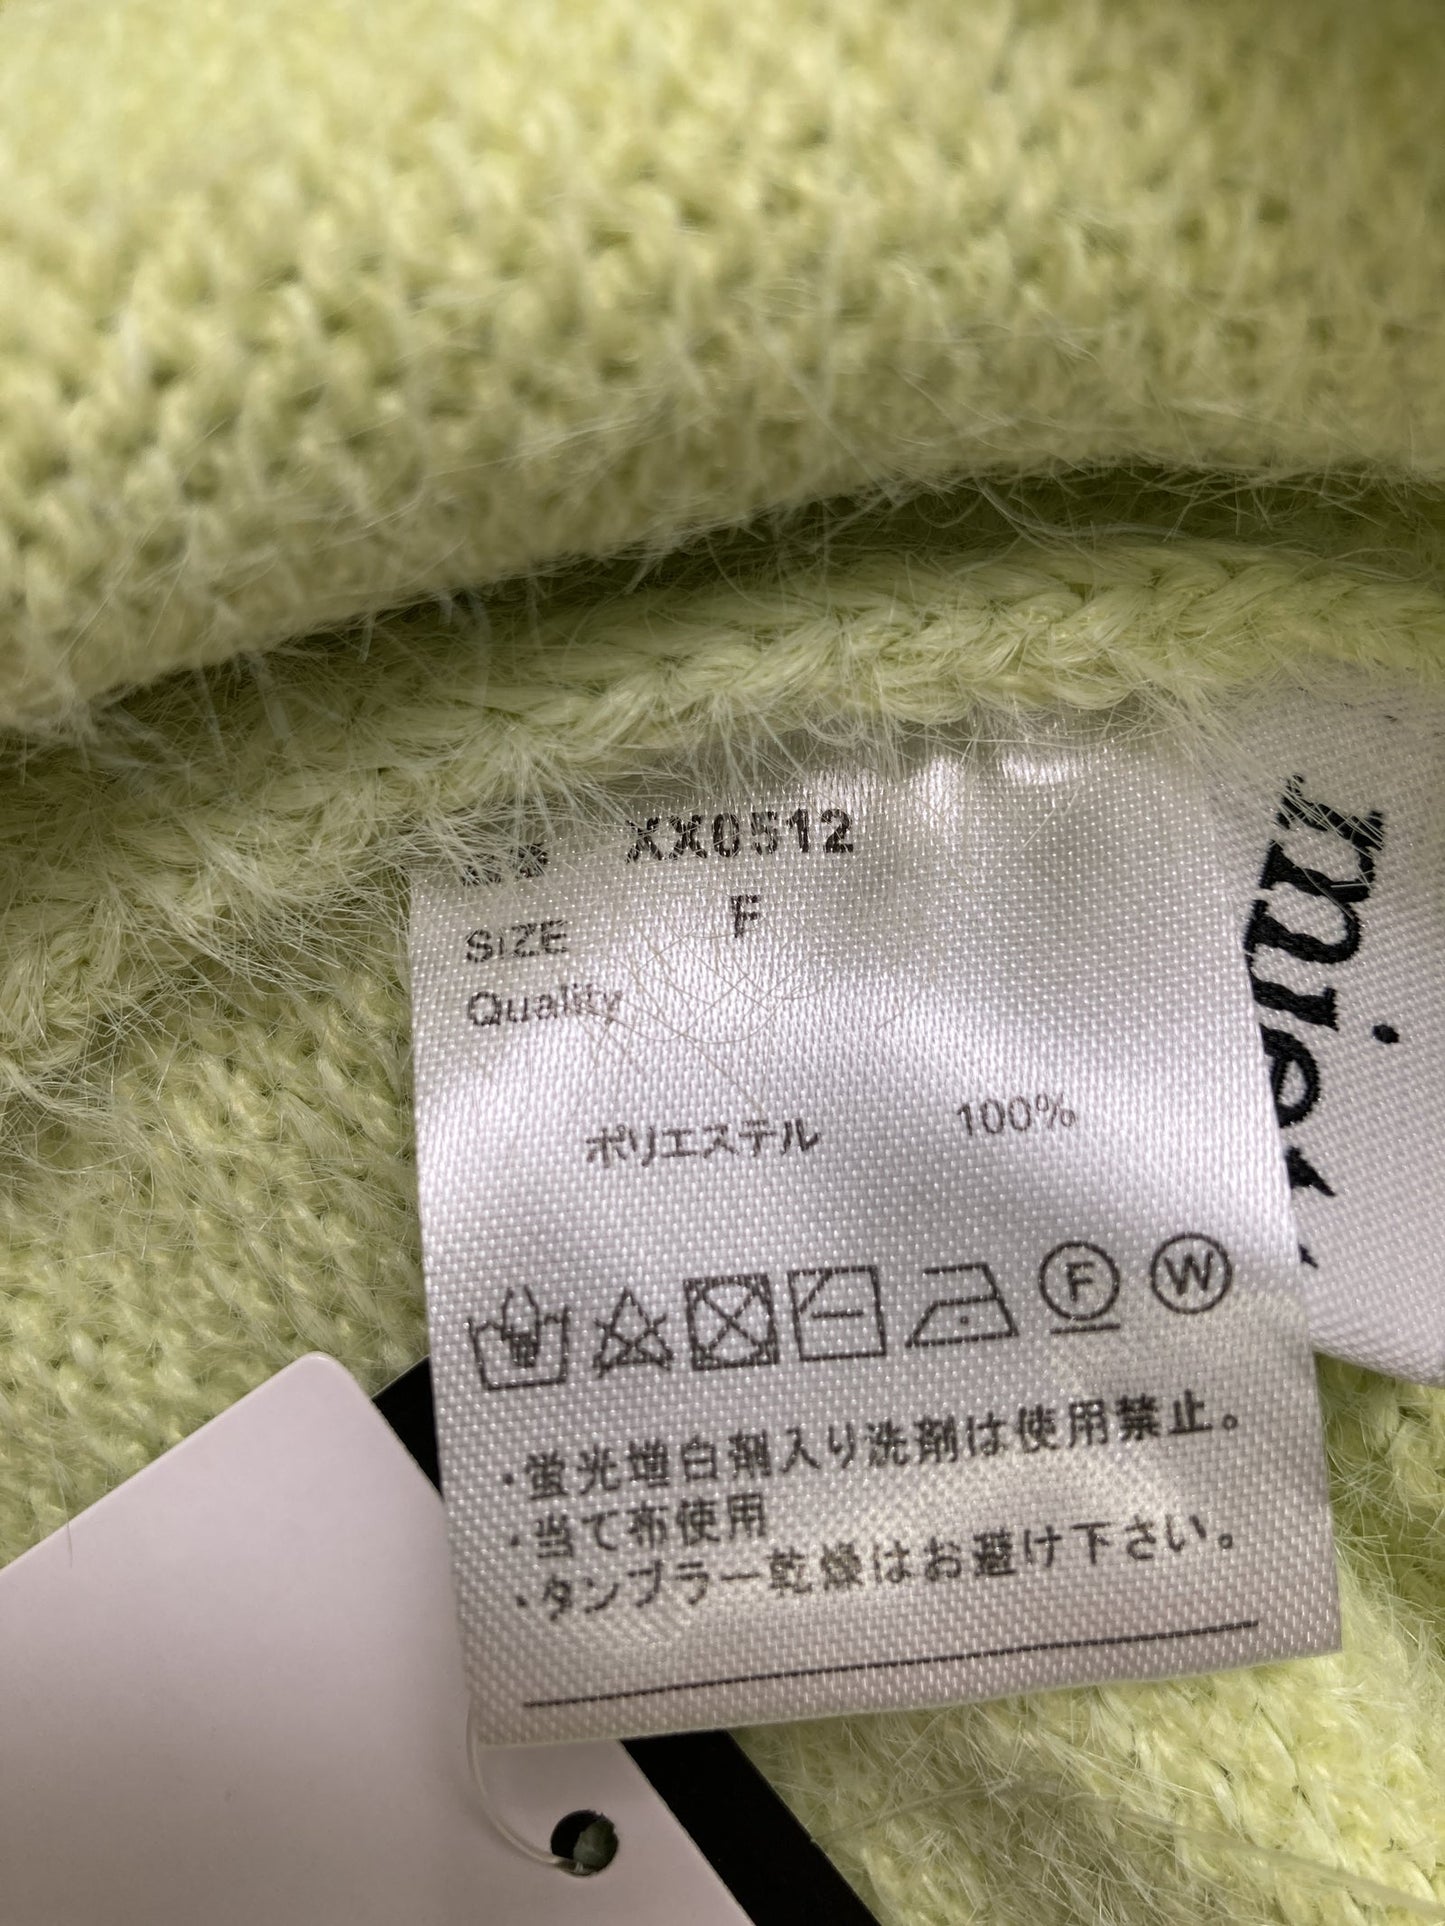 XX0512
SIZE F
Quality
ポリエステル 100%
F W
・蛍光増白剤入り洗剤は使用禁止。
・当て布使用
・タンブラー乾燥はお避け下さい。